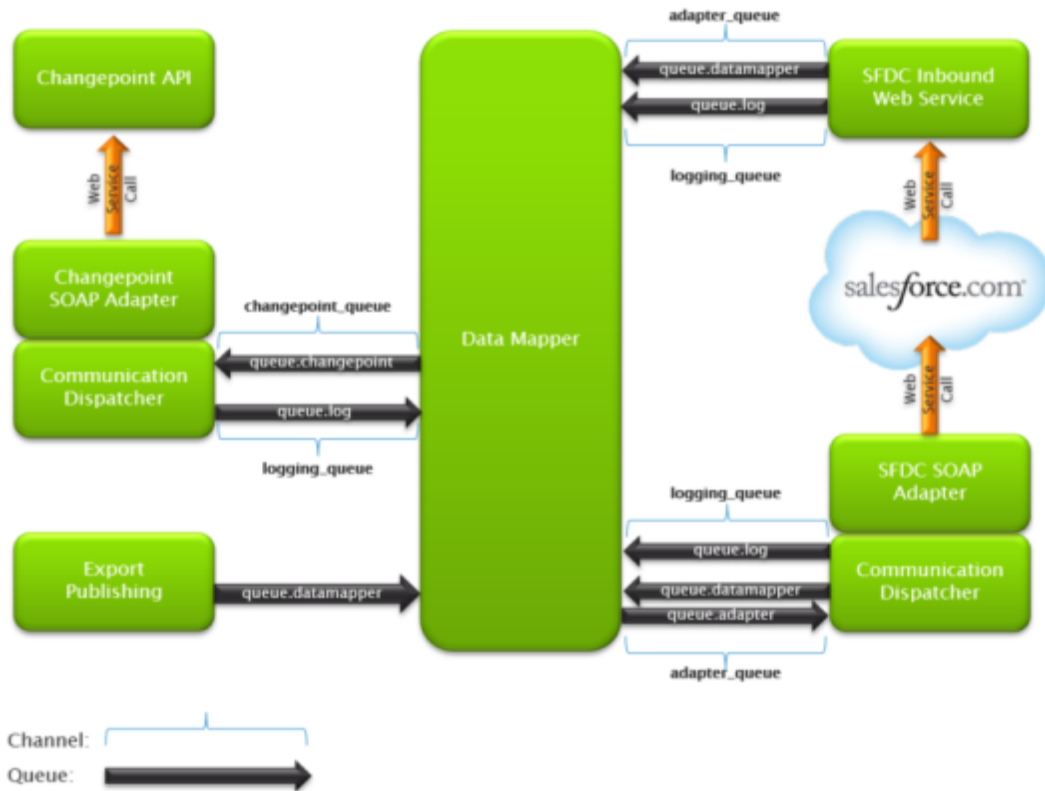 adapter_queue
Changepoint API
queue.datamapper
SFDC Inbound
Web Service
queue.log
logging_queue
Web
Service
Call
Web
Service
Call
Changepoint
SOAP Adapter
salesforce.com
changepoint_queue
Data Mapper
queue.changepoint
Communication
Dispatcher
queue.log
Web
Service
Call
logging_queue
SFDC SOAP
Adapter
logging_queue
queue.log
Export
Publishing
queue.datamapper
queue.datamapper
Communication
Dispatcher
queue.adapter
adapter_queue
Channel:
Queue: